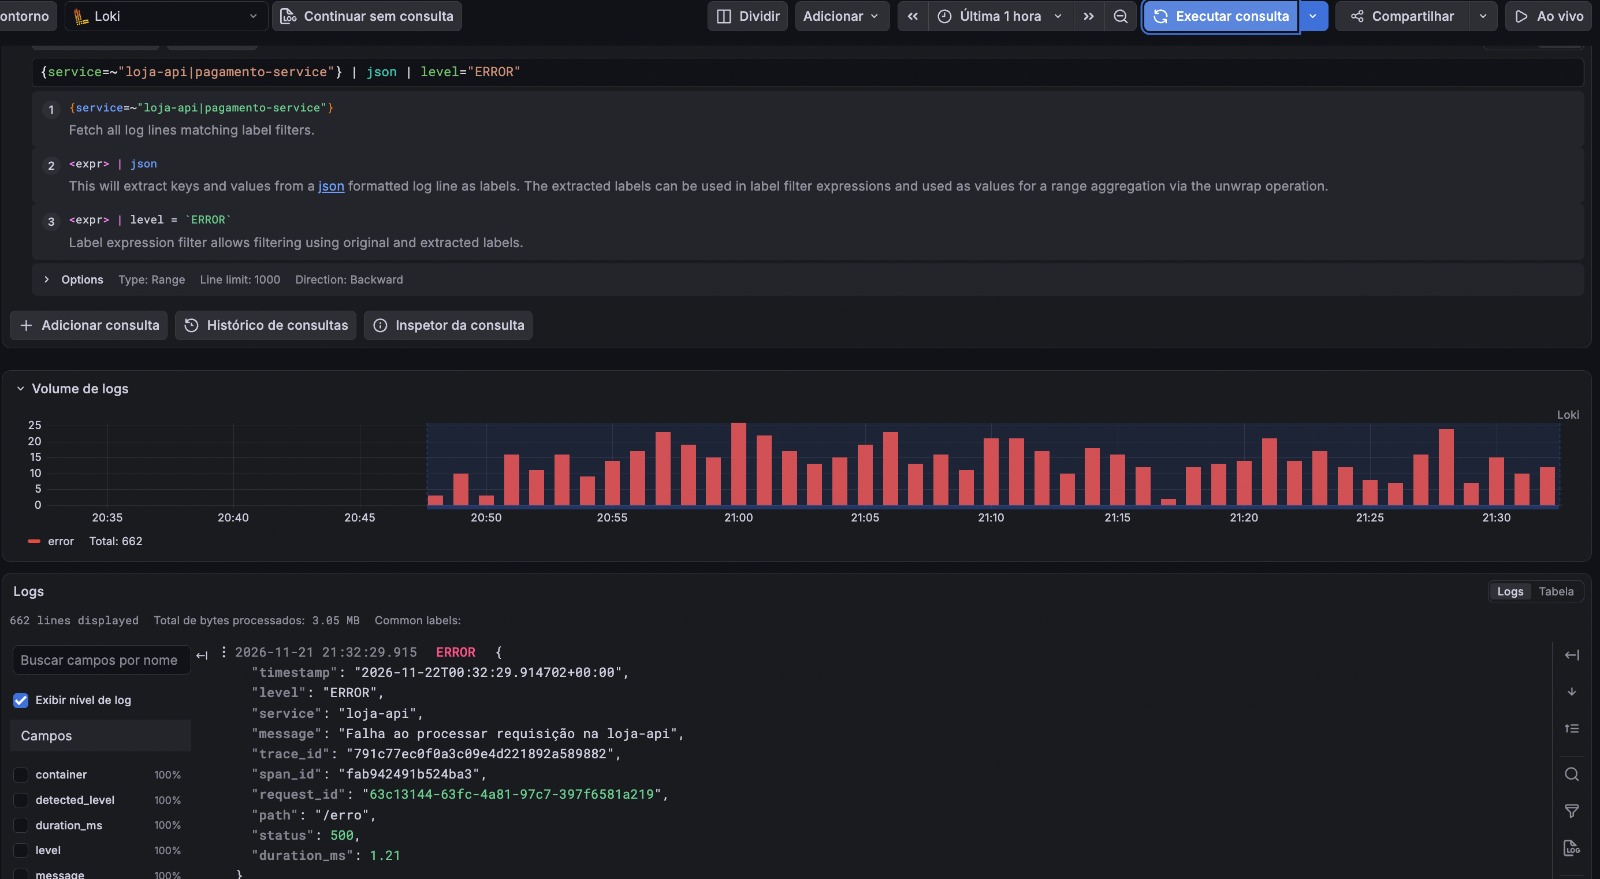 ontorno
Loki
Continuar sem consulta
Dividir
Adicionar
Última 1 hora
Executar consulta
Compartilhar
Ao vivo
{service=~"loja-api|pagamento-service"} | json | level="ERROR"
1 {service=~"loja-api|pagamento-service"}
Fetch all log lines matching label filters.
2 <expr> | json
This will extract keys and values from a json formatted log line as labels. The extracted labels can be used in label filter expressions and used as values for a range aggregation via the unwrap operation.
3 <expr> | level = `ERROR`
Label expression filter allows filtering using original and extracted labels.
Options Type: Range Line limit: 1000 Direction: Backward
+ Adicionar consulta
Histórico de consultas
Inspetor da consulta
Volume de logs
Loki
25
20
15
10
5
0
20:35 20:40 20:45 20:50 20:55 21:00 21:05 21:10 21:15 21:20 21:25 21:30
error Total: 662
Logs
Logs Tabela
662 lines displayed Total de bytes processados: 3.05 MB Common labels:
Buscar campos por nome
Exibir nível de log
Campos
container 100%
detected_level 100%
duration_ms 100%
level 100%
message 100%
2026-11-21 21:32:29.915 ERROR {
"timestamp": "2026-11-22T00:32:29.914702+00:00",
"level": "ERROR",
"service": "loja-api",
"message": "Falha ao processar requisição na loja-api",
"trace_id": "791c77ec0f0a3c09e4d221892a589882",
"span_id": "fab942491b524ba3",
"request_id": "63c13144-63fc-4a81-97c7-397f6581a219",
"path": "/erro",
"status": 500,
"duration_ms": 1.21
}
LOG